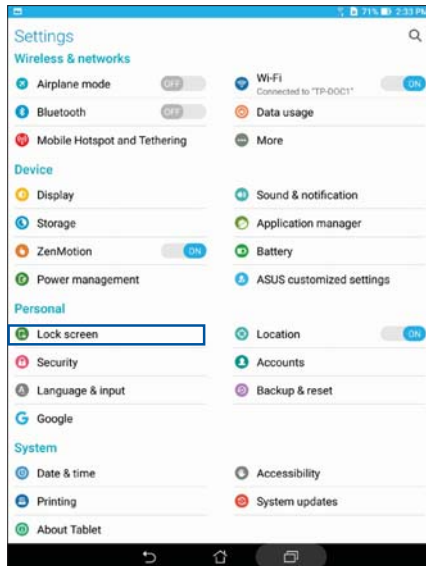 71% 2:33 PM
Settings
Wireless & networks
Airplane mode OFF
Wi-Fi ON
Connected to "TP-DOC1"
Bluetooth OFF
Data usage
Mobile Hotspot and Tethering
More
Device
Display
Sound & notification
Storage
Application manager
ZenMotion ON
Battery
Power management
ASUS customized settings
Personal
Lock screen
Location ON
Security
Accounts
Language & input
Backup & reset
Google
System
Date & time
Accessibility
Printing
System updates
About Tablet